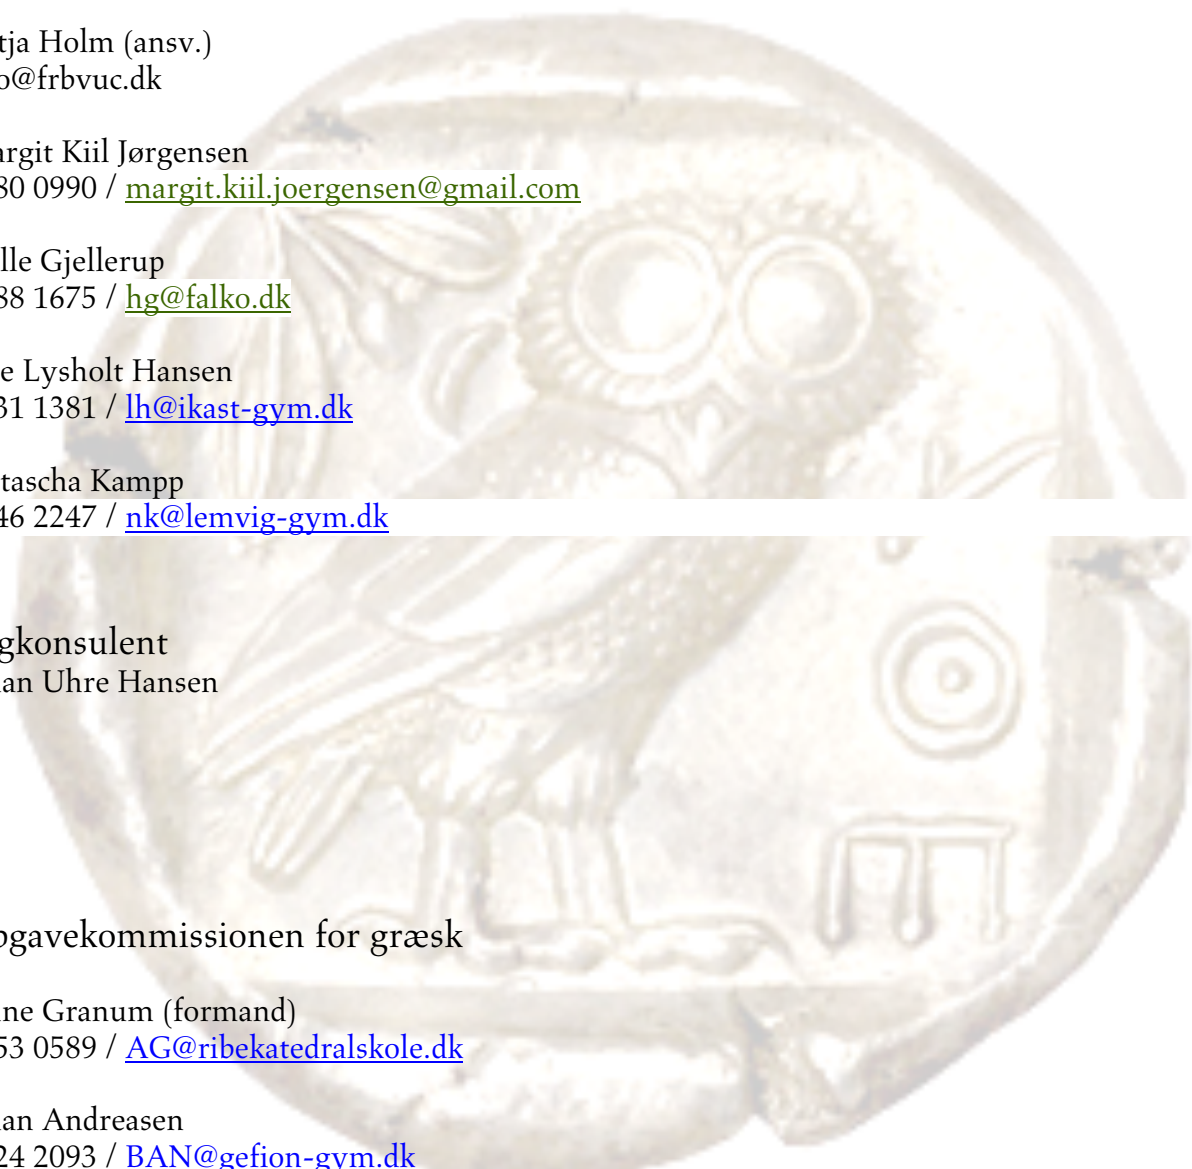 tja Holm (ansv.)
o@frbvuc.dk
argit Kiil Jørgensen
80 0990 / margit.kiil.joergensen@gmail.com
lle Gjellerup
88 1675 / hg@falko.dk
e Lysholt Hansen
31 1381 / lh@ikast-gym.dk
tascha Kampp
46 2247 / nk@lemvig-gym.dk
gkonsulent
an Uhre Hansen
pgavekommissionen for græsk
ne Granum (formand)
53 0589 / AG@ribekatedralskole.dk
an Andreasen
24 2093 / BAN@gefion-gym.dk